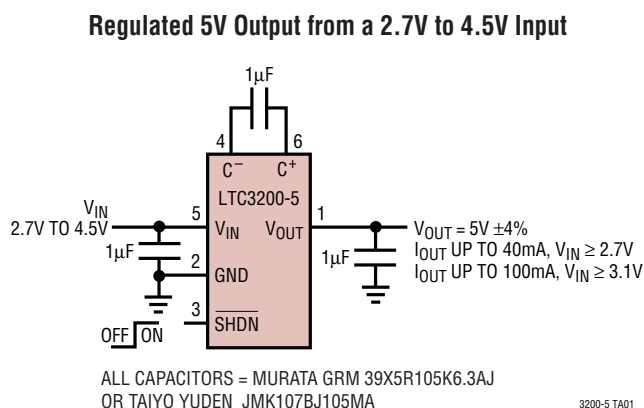 Regulated 5V Output from a 2.7V to 4.5V Input
1µF
4 6
C– C+
LTC3200-5
VIN
2.7V TO 4.5V
5
VIN
VOUT
1
VOUT = 5V ±4%
IOUT UP TO 40mA, VIN ≥ 2.7V
IOUT UP TO 100mA, VIN ≥ 3.1V
1µF
1µF
2
GND
3
SHDN
OFF ON
ALL CAPACITORS = MURATA GRM 39X5R105K6.3AJ
OR TAIYO YUDEN JMK107BJ105MA
3200-5 TA01